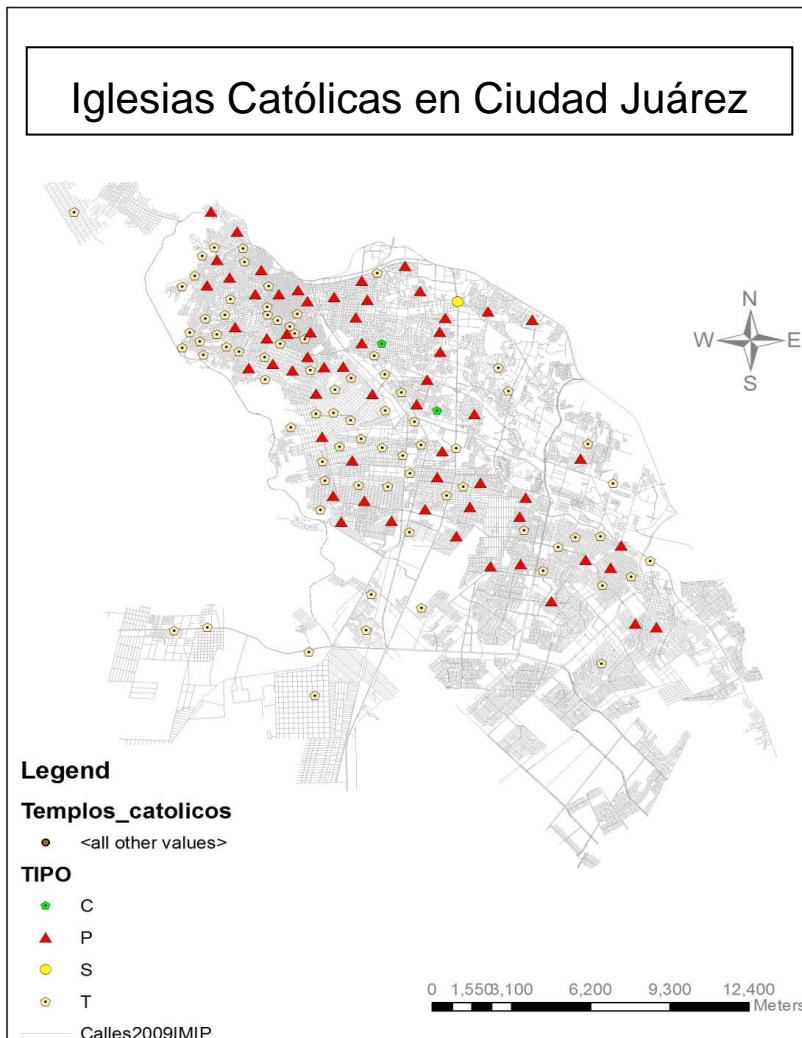 Iglesias Católicas en Ciudad Juárez
N
W E
S
Legend
Templos_catolicos
<all other values>
TIPO
C
P
S
T
Calles2009IMIP
0 1,550 3,100 6,200 9,300 12,400
Meters